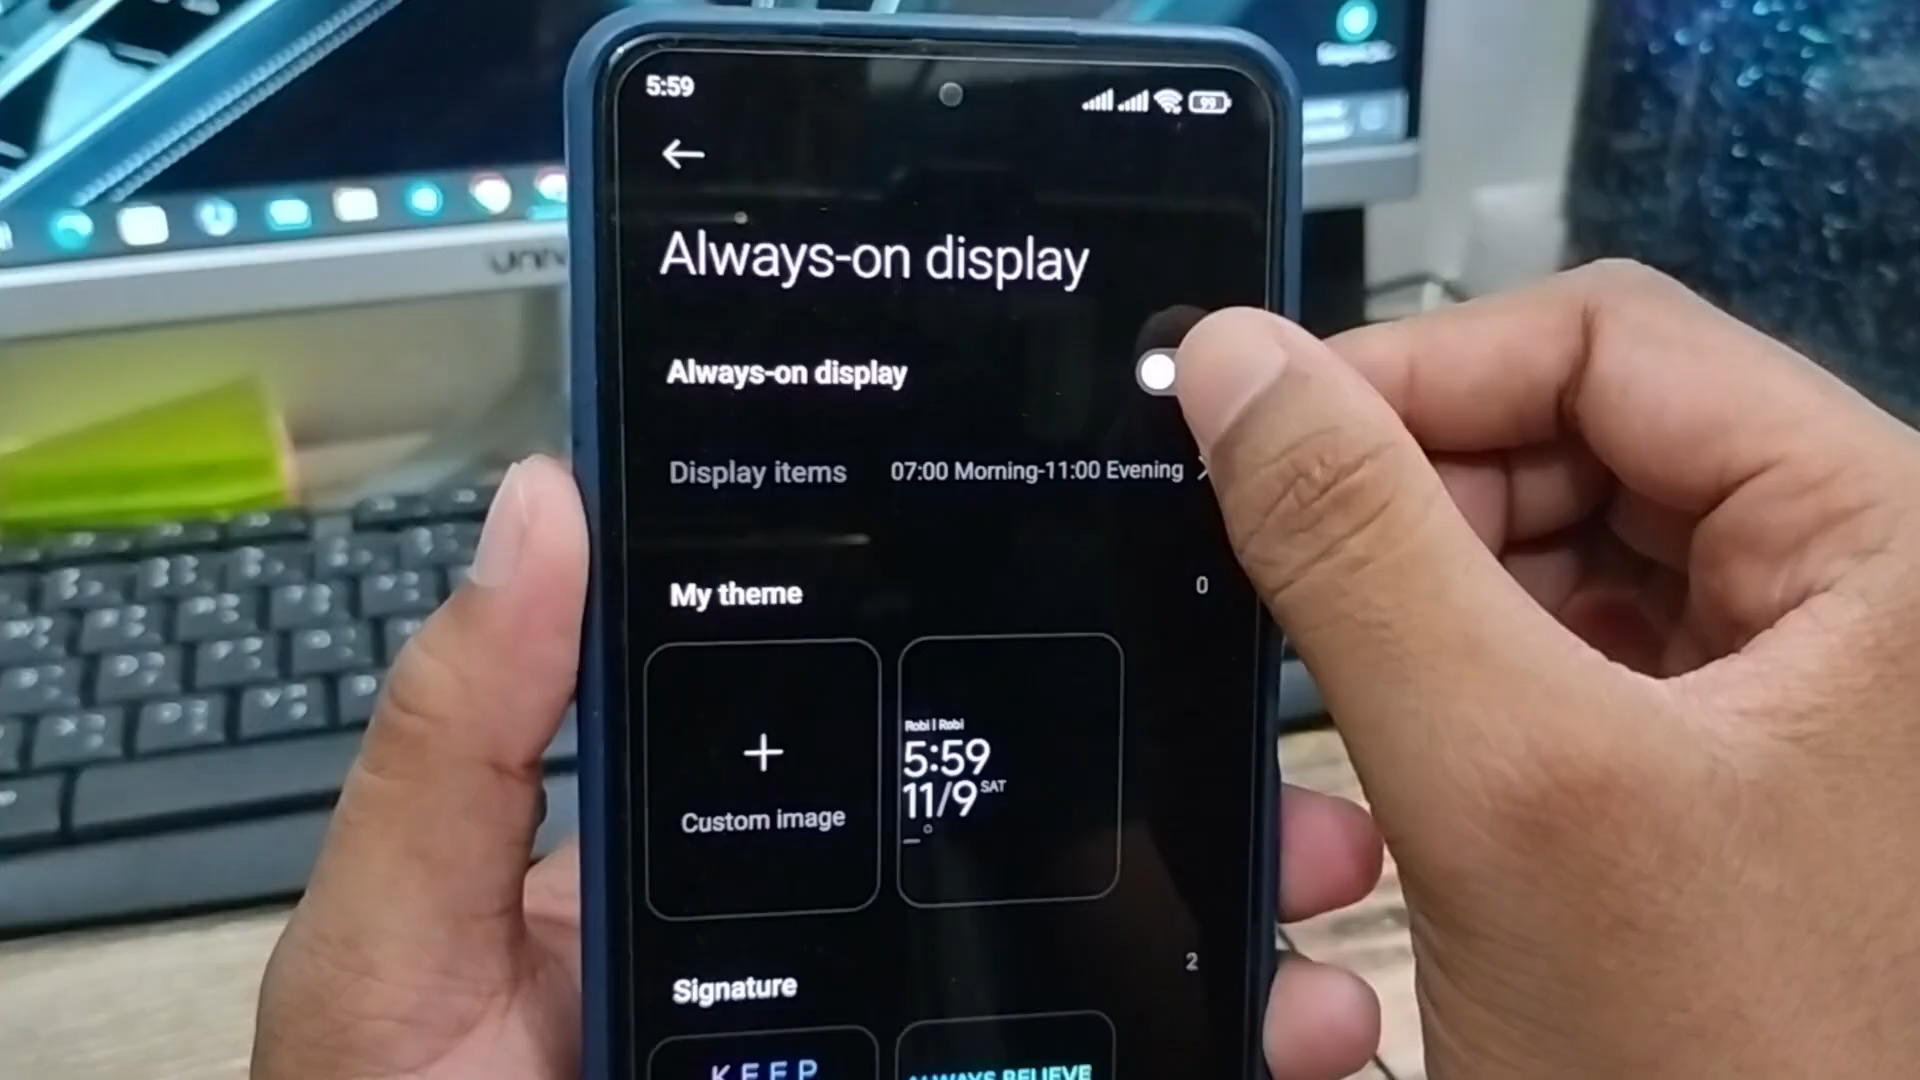 5:59
99
Always-on display
Always-on display
Display items 07:00 Morning-11:00 Evening
My theme 0
Custom image
Robi | Robi
5:59
11/9 SAT
Signature 2
KEEP
ALWAYS BELIEVE